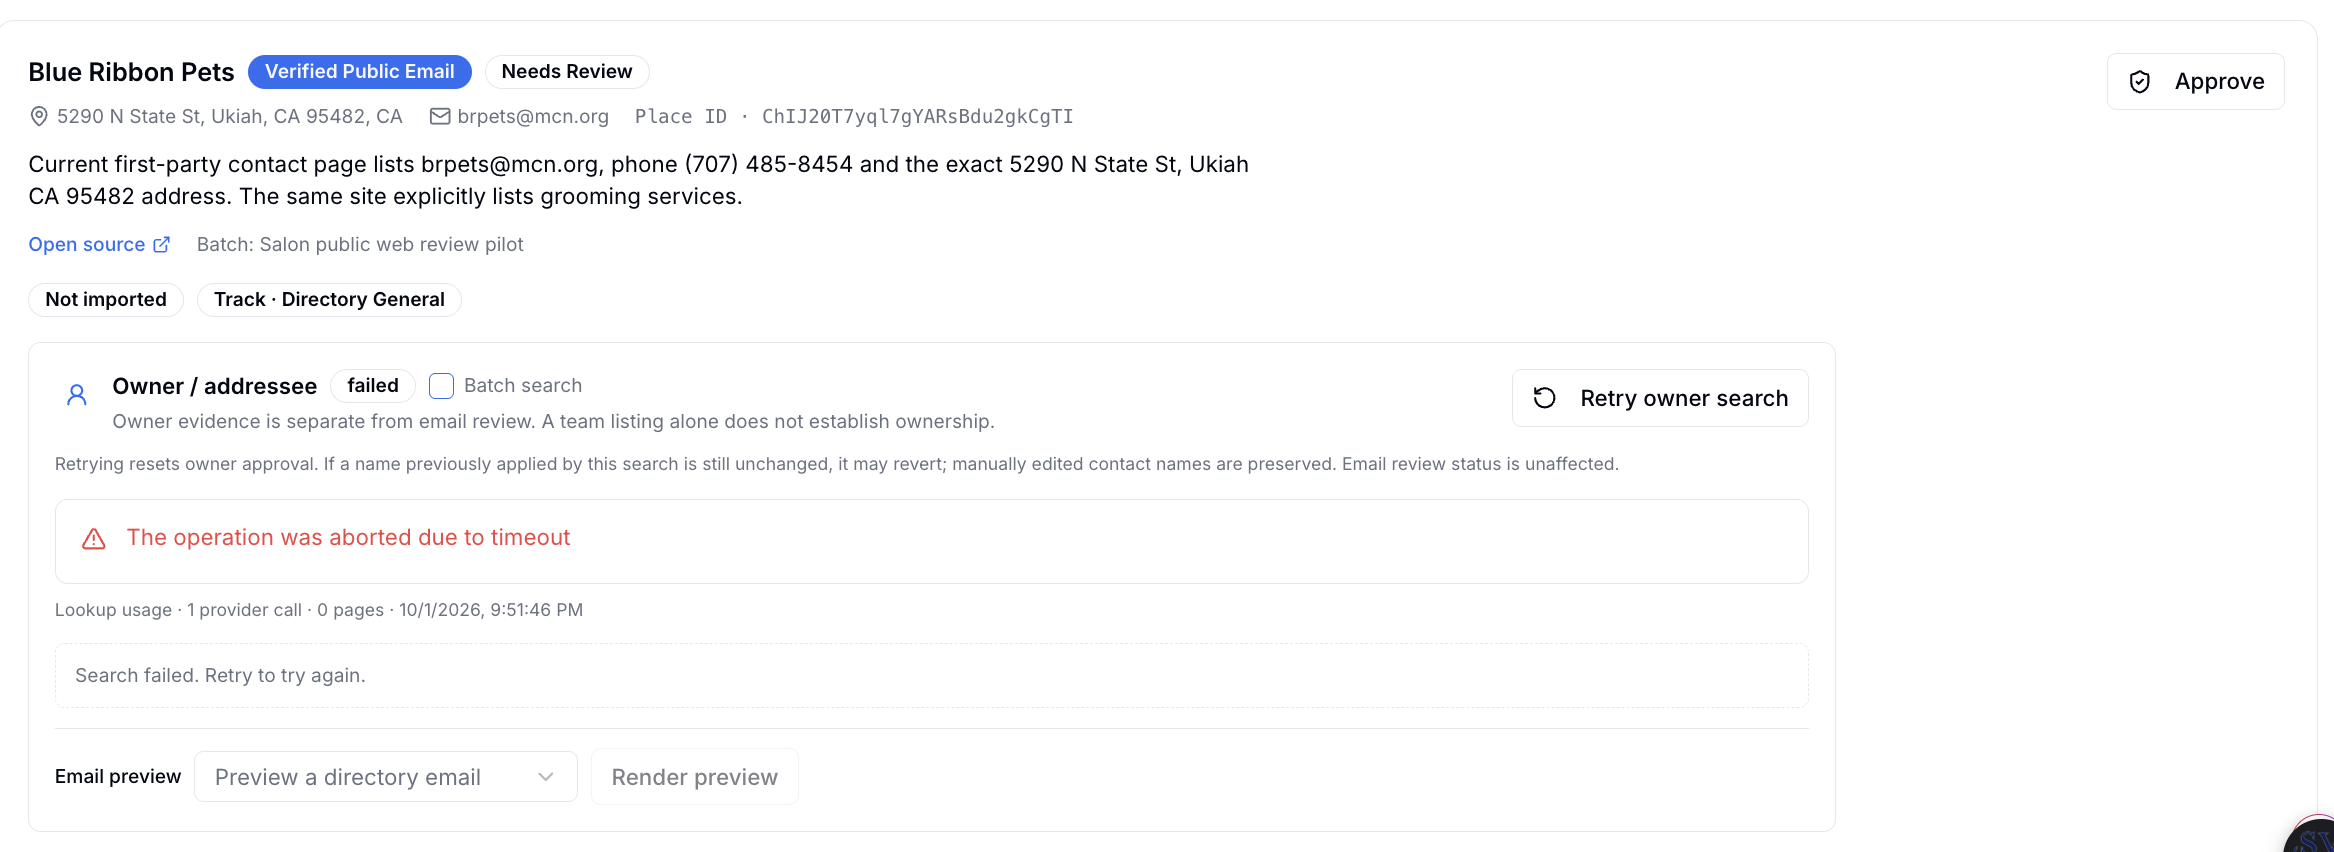 Blue Ribbon Pets Verified Public Email Needs Review
Approve
5290 N State St, Ukiah, CA 95482, CA brpets@mcn.org Place ID · ChIJ20T7yql7gYARsBdu2gkCgTI
Current first-party contact page lists brpets@mcn.org, phone (707) 485-8454 and the exact 5290 N State St, Ukiah
CA 95482 address. The same site explicitly lists grooming services.
Open source Batch: Salon public web review pilot
Not imported Track · Directory General
Owner / addressee failed Batch search
Retry owner search
Owner evidence is separate from email review. A team listing alone does not establish ownership.
Retrying resets owner approval. If a name previously applied by this search is still unchanged, it may revert; manually edited contact names are preserved. Email review status is unaffected.
The operation was aborted due to timeout
Lookup usage · 1 provider call · 0 pages · 10/1/2026, 9:51:46 PM
Search failed. Retry to try again.
Email preview Preview a directory email Render preview